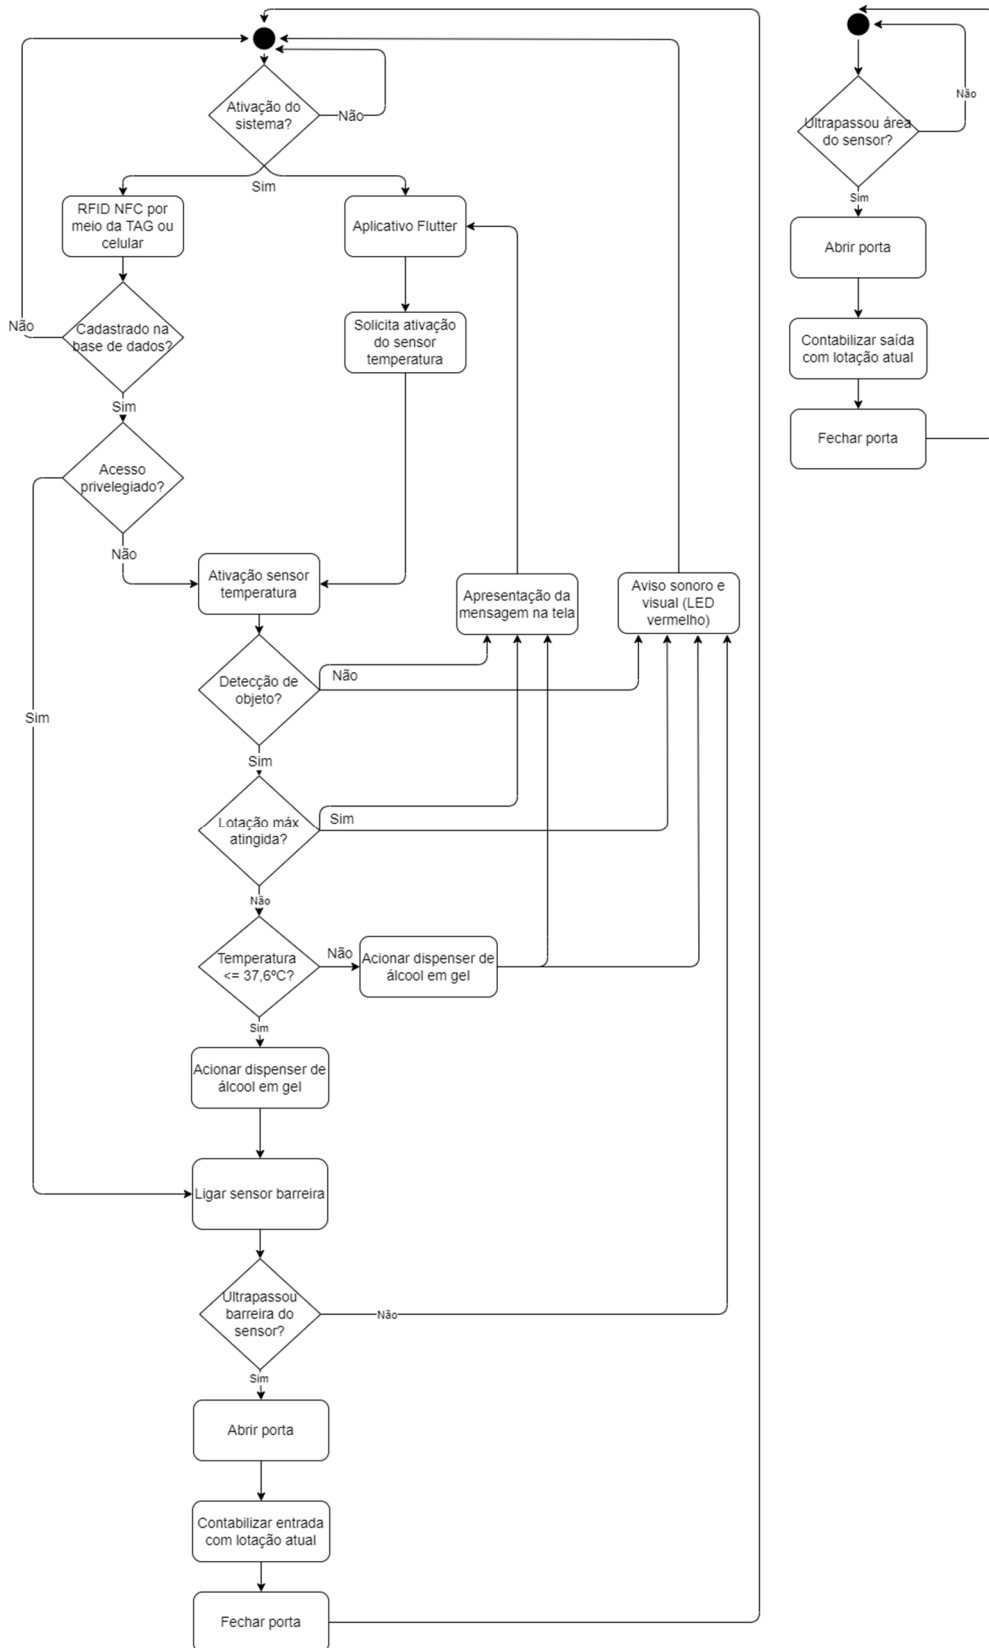 Ativação do
sistema?
Não
Sim
RFID NFC por
meio da TAG ou
celular
Aplicativo Flutter
Não
Cadastrado na
base de dados?
Solicita ativação
do sensor
temperatura
Sim
Acesso
privelegiado?
Não
Sim
Ativação sensor
temperatura
Apresentação da
mensagem na tela
Aviso sonoro e
visual (LED
vermelho)
Detecção de
objeto?
Não
Sim
Lotação máx
atingida?
Sim
Não
Temperatura
<= 37,6ºC?
Não
Acionar dispenser de
álcool em gel
Sim
Acionar dispenser de
álcool em gel
Ligar sensor barreira
Ultrapassou
barreira do
sensor?
Não
Sim
Abrir porta
Contabilizar entrada
com lotação atual
Fechar porta
Ultrapassou área
do sensor?
Não
Sim
Abrir porta
Contabilizar saída
com lotação atual
Fechar porta